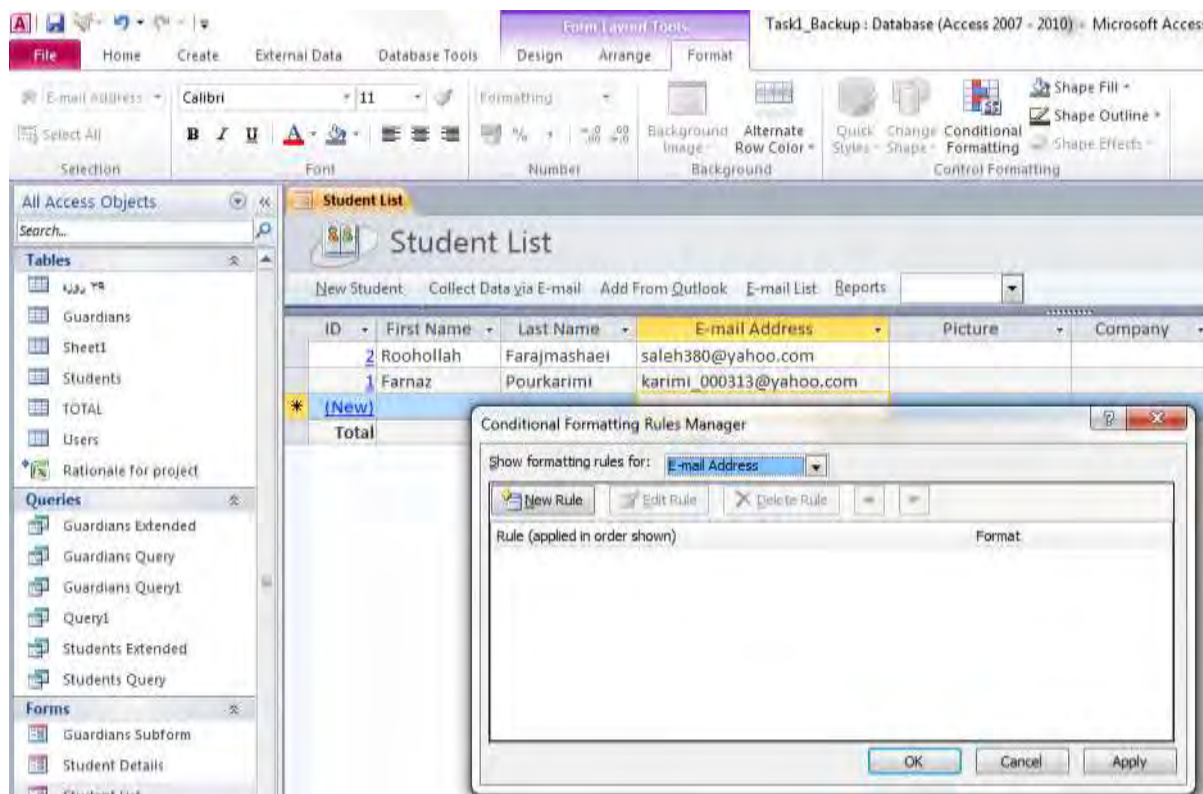 Form Layout Tools
Task1_Backup : Database (Access 2007 - 2010) - Microsoft Acces
File Home Create External Data Database Tools Design Arrange Format
E-mail Address Calibri 11 Formatting
Select All B I U A % ,
Background Image Alternate Row Color Quick Styles Change Shape Conditional Formatting
Shape Fill
Shape Outline
Shape Effects
Selection Font Number Background Control Formatting
All Access Objects
Search...
Tables
۲۹ روزه
Guardians
Sheet1
Students
TOTAL
Users
Rationale for project
Queries
Guardians Extended
Guardians Query
Guardians Query1
Query1
Students Extended
Students Query
Forms
Guardians Subform
Student Details
Student List
Student List
Student List
New Student Collect Data via E-mail Add From Outlook E-mail List Reports
ID First Name Last Name E-mail Address Picture Company
2 Roohollah Farajmashaei saleh380@yahoo.com
1 Farnaz Pourkarimi karimi_000313@yahoo.com
* (New)
Total
Conditional Formatting Rules Manager
Show formatting rules for: E-mail Address
New Rule Edit Rule Delete Rule
Rule (applied in order shown) Format
OK Cancel Apply